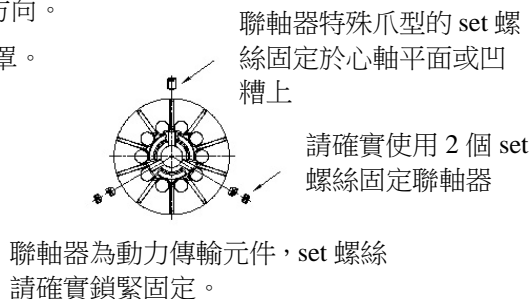 方向。
罩。
聯軸器特殊爪型的 set 螺
絲固定於心軸平面或凹
糟上
請確實使用 2 個 set
螺絲固定聯軸器
聯軸器為動力傳輸元件，set 螺絲
請確實鎖緊固定。